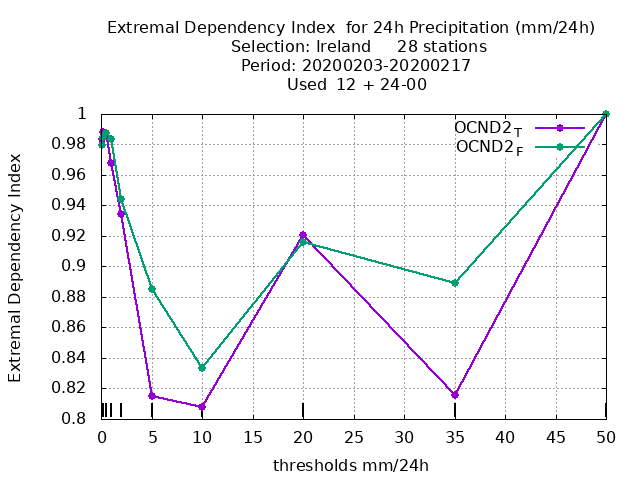 Extremal Dependency Index  for 24h Precipitation (mm/24h)
Selection: Ireland     28 stations
Period: 20200203-20200217
Used  12 + 24-00
Extremal Dependency Index
1
0.98
0.96
0.94
0.92
0.9
0.88
0.86
0.84
0.82
0.8
OCND2T
OCND2F
0 5 10 15 20 25 30 35 40 45 50
thresholds mm/24h